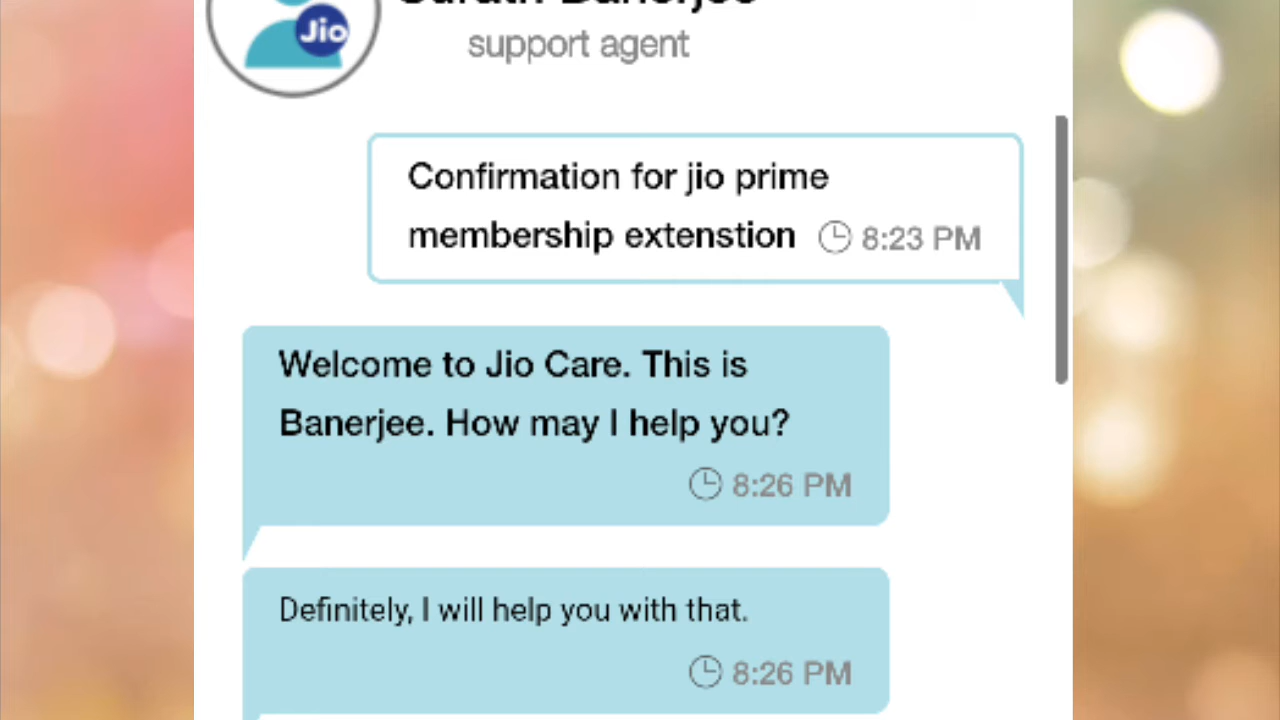 Jio
support agent
Confirmation for jio prime
membership extenstion 8:23 PM
Welcome to Jio Care. This is
Banerjee. How may I help you?
8:26 PM
Definitely, I will help you with that.
8:26 PM